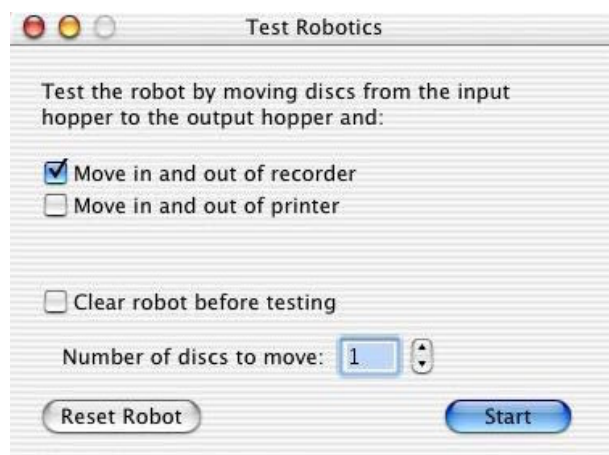 Test Robotics
Test the robot by moving discs from the input
hopper to the output hopper and:
Move in and out of recorder
Move in and out of printer
Clear robot before testing
Number of discs to move: 1
Reset Robot Start